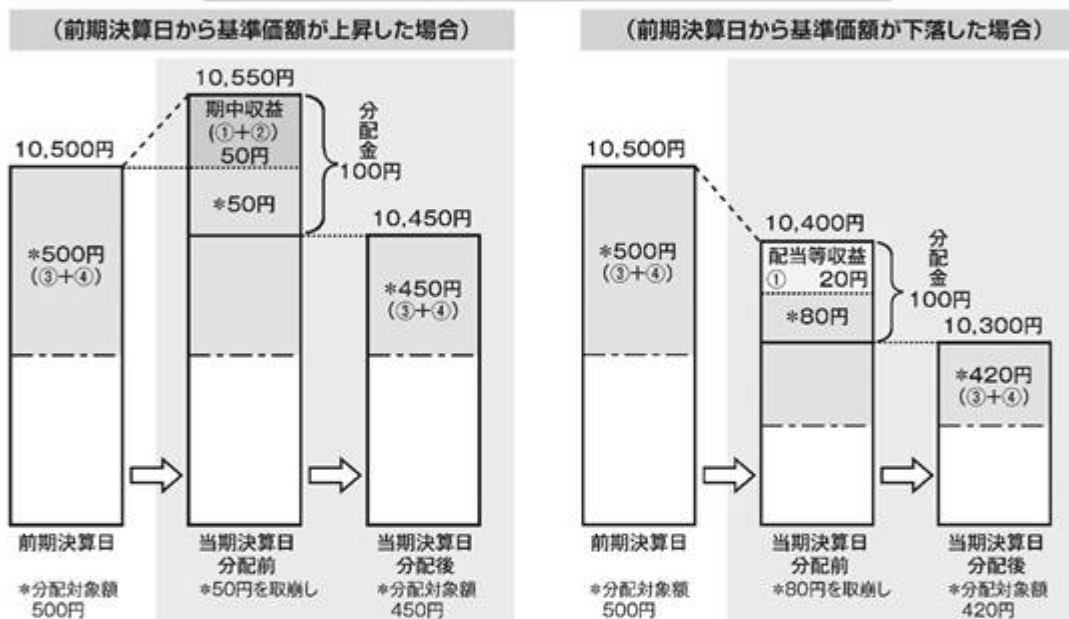 (前期決算日から基準価額が上昇した場合)
10,550円
期中収益
(①+②)
50円
*50円
分配金
100円
10,500円
*500円
(③+④)
10,450円
*450円
(③+④)
前期決算日
*分配対象額
500円
当期決算日
分配前
*50円を取崩し
当期決算日
分配後
*分配対象額
450円
(前期決算日から基準価額が下落した場合)
10,500円
*500円
(③+④)
10,400円
配当等収益
① 20円
*80円
分配金
100円
10,300円
*420円
(③+④)
前期決算日
*分配対象額
500円
当期決算日
分配前
*80円を取崩し
当期決算日
分配後
*分配対象額
420円